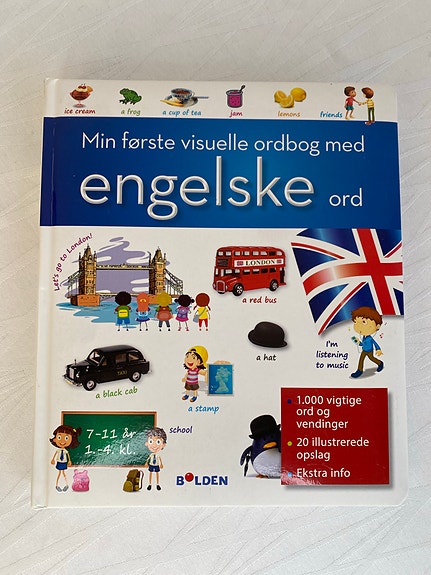 ice cream
a frog
a cup of tea
jam
lemons
friends
Min første visuelle ordbog med
engelske ord
Let's go to London!
LONDON
a red bus
I'm
listening
to music
a hat
TAXI
a black cab
a stamp
7-11 år
1.-4. kl.
school
1.000 vigtige
ord og
vendinger
20 illustrerede
opslag
Ekstra info
BOLDEN